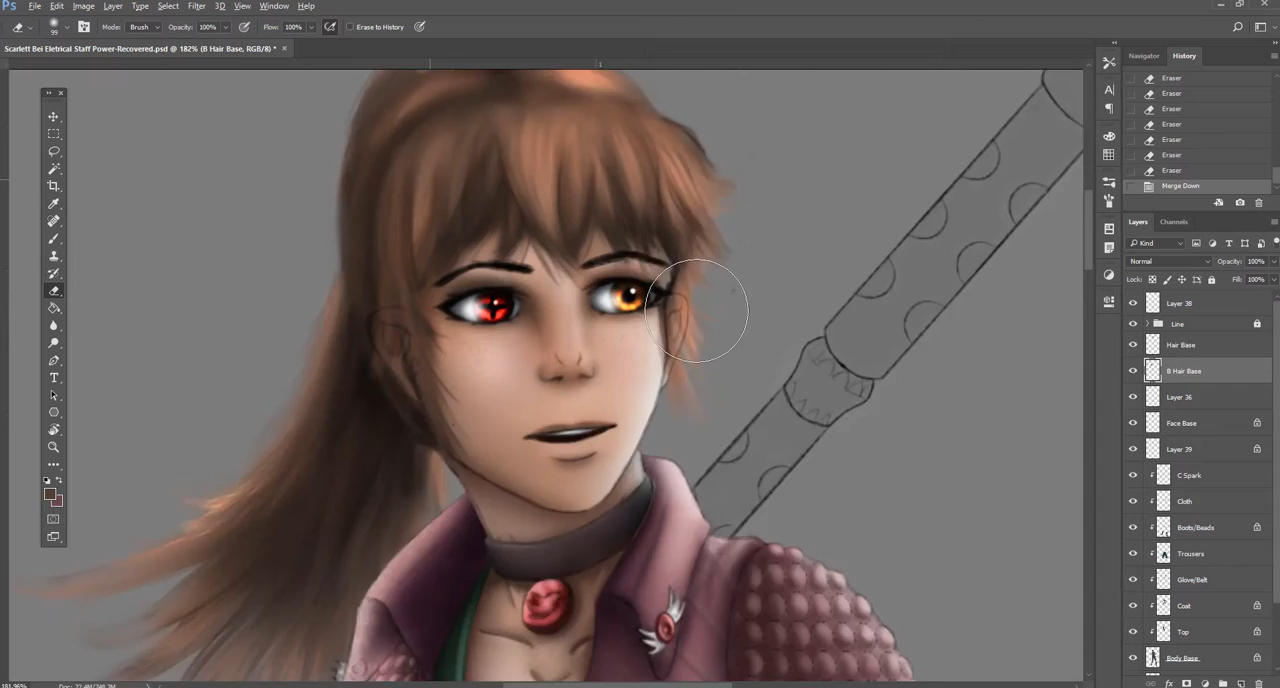 Ps File Edit Image Layer Type Select Filter 3D View Window Help
99 Mode: Brush Opacity: 100% Flow: 100% Erase to History
Scarlett Bei Eletrical Staff Power-Recovered.psd @ 182% (B Hair Base, RGB/8) * ×
1
Navigator History
Eraser
Eraser
Eraser
Eraser
Eraser
Eraser
Eraser
Merge Down
Layers Channels
Kind
Normal Opacity: 100%
Lock: Fill: 100%
Layer 38
Line
Hair Base
B Hair Base
Layer 36
Face Base
Layer 39
C Spark
Cloth
Boots/Beads
Trousers
Glove/Belt
Coat
Top
Body Base